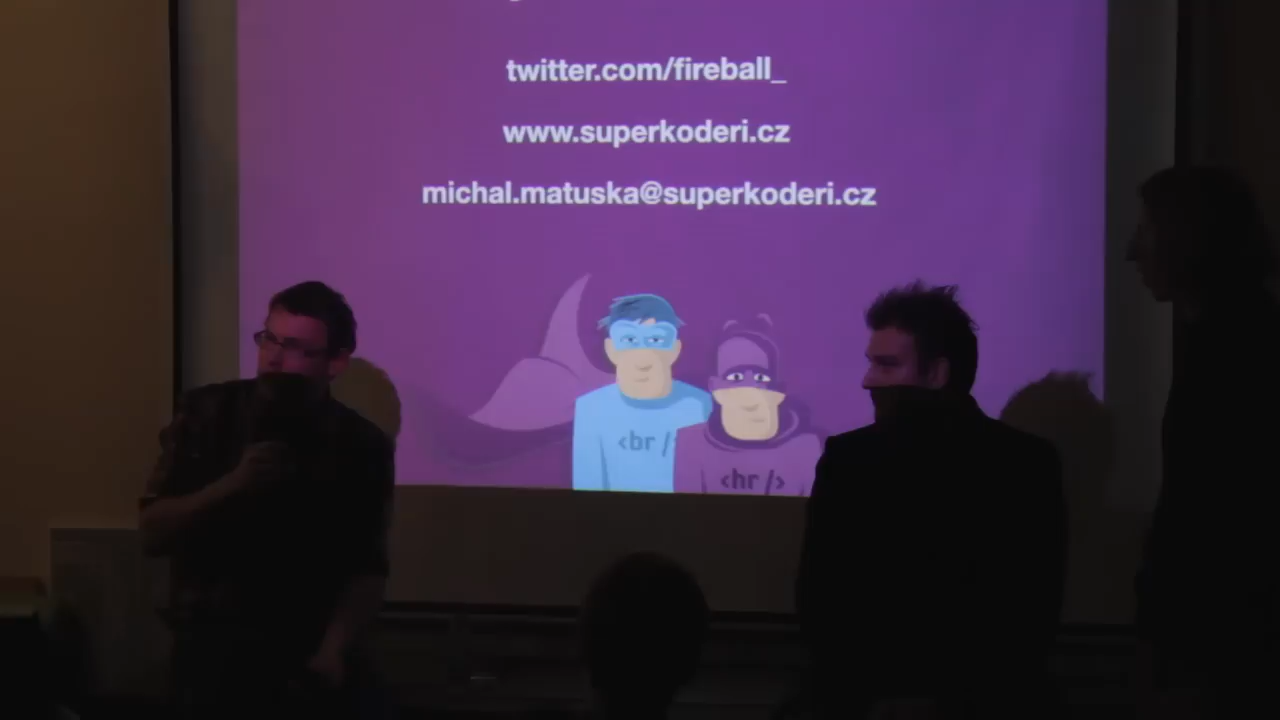 twitter.com/fireball_
www.superkoderi.cz
michal.matuska@superkoderi.cz
<br /
<hr />